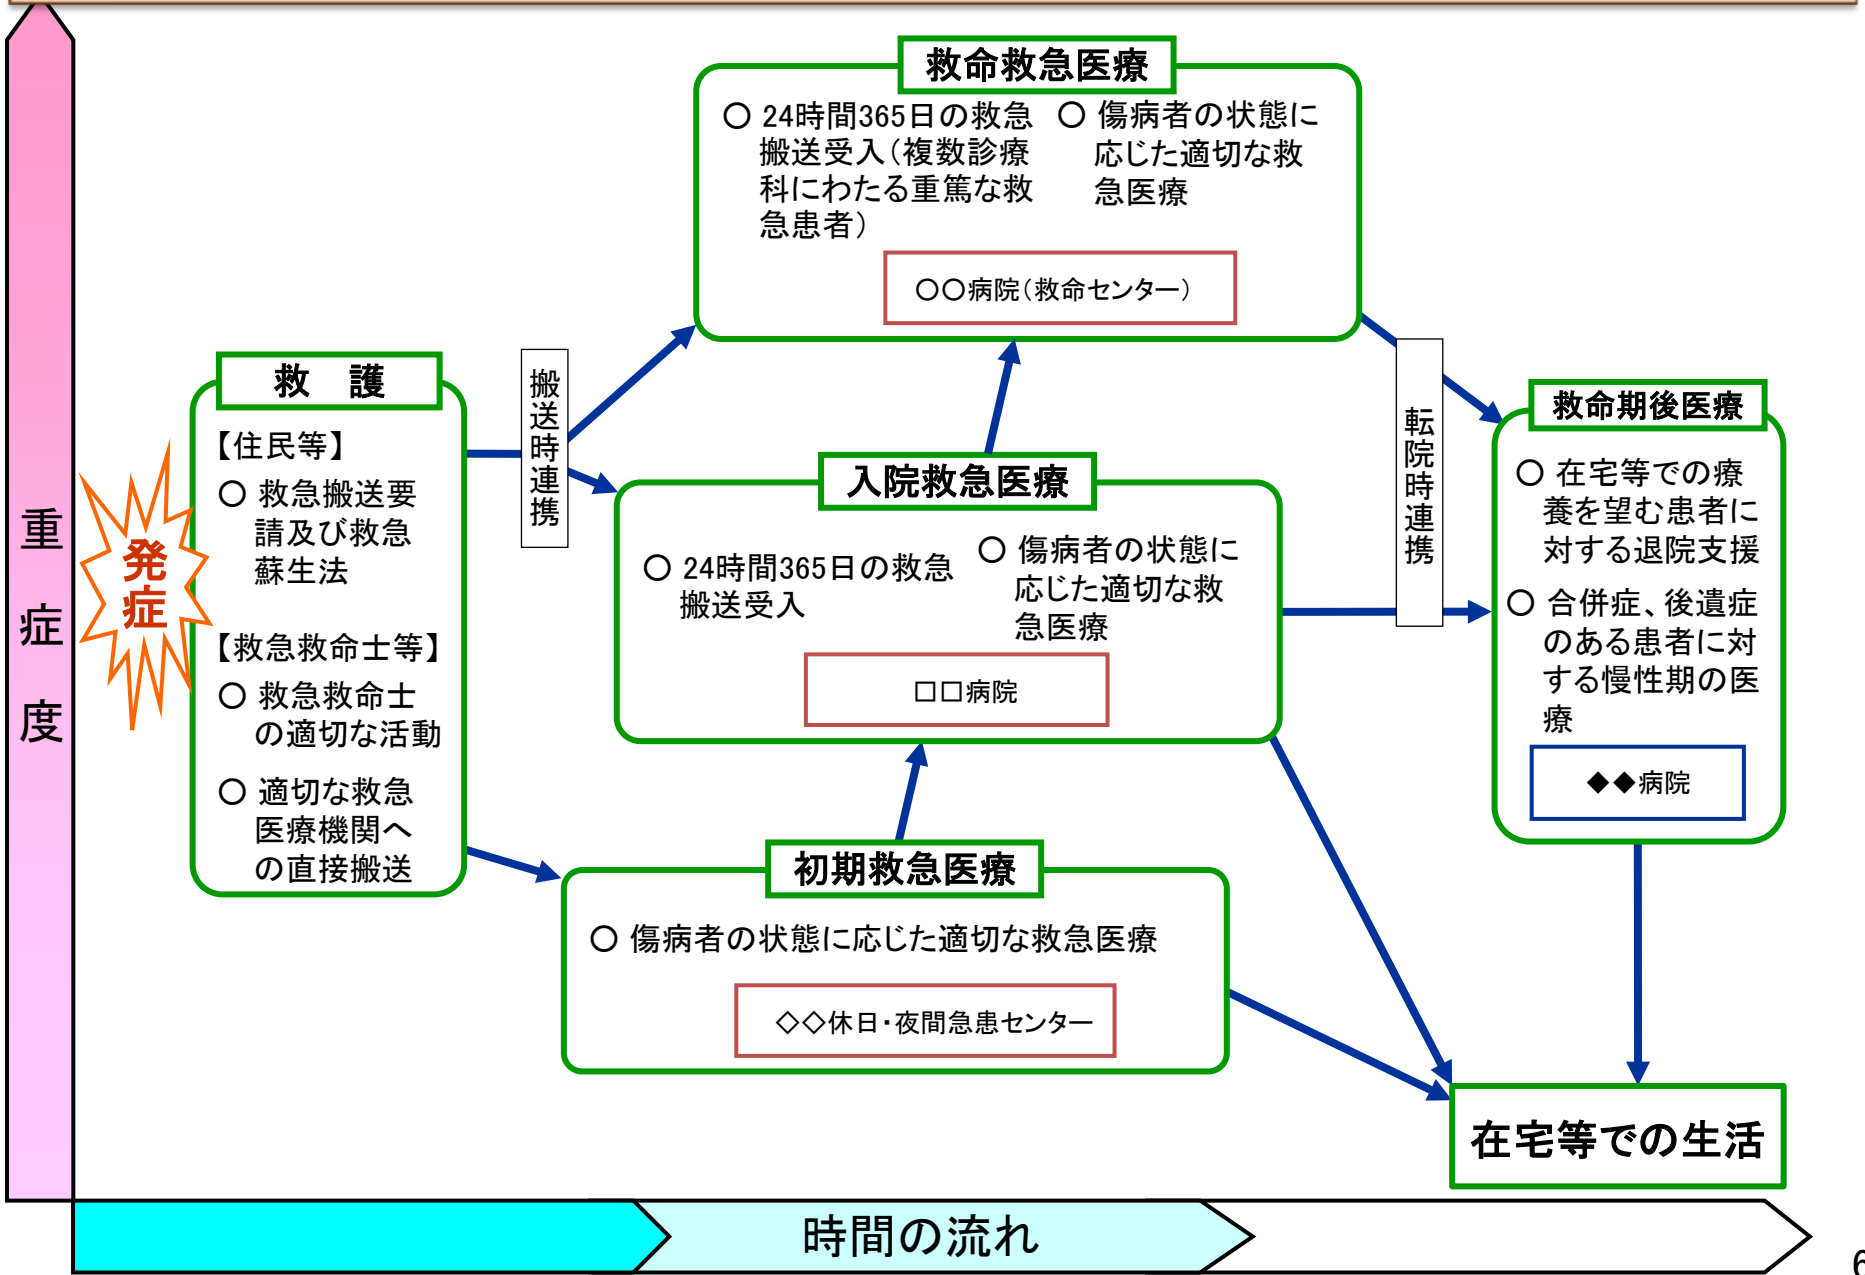 救命救急医療
○ 24時間365日の救急
搬送受入（複数診療
科にわたる重篤な救
急患者）
○ 傷病者の状態に
応じた適切な救
急医療
○○病院（救命センター）
救　護
【住民等】
○ 救急搬送要
請及び救急
蘇生法
【救急救命士等】
○ 救急救命士
の適切な活動
○ 適切な救急
医療機関へ
の直接搬送
発症
重症度
搬送時連携
入院救急医療
○ 24時間365日の救急
搬送受入
○ 傷病者の状態に
応じた適切な救
急医療
□□病院
初期救急医療
○ 傷病者の状態に応じた適切な救急医療
◇◇休日・夜間急患センター
転院時連携
救命期後医療
○ 在宅等での療
養を望む患者に
対する退院支援
○ 合併症、後遺症
のある患者に対
する慢性期の医
療
◆◆病院
在宅等での生活
時間の流れ
6